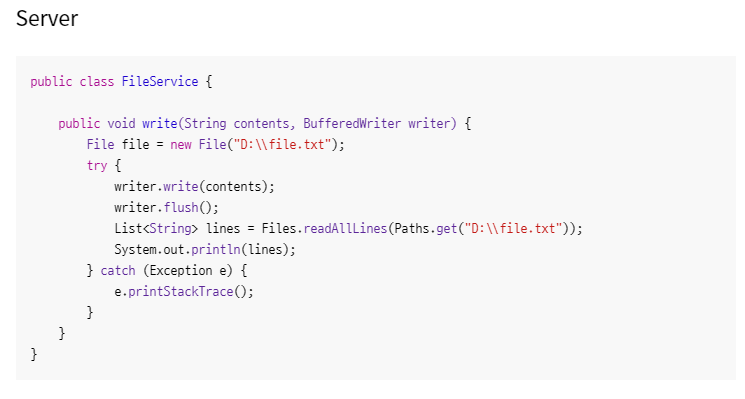 Server
public class FileService {
    public void write(String contents, BufferedWriter writer) {
        File file = new File("D:\\file.txt");
        try {
            writer.write(contents);
            writer.flush();
            List<String> lines = Files.readAllLines(Paths.get("D:\\file.txt"));
            System.out.println(lines);
        } catch (Exception e) {
            e.printStackTrace();
        }
    }
}